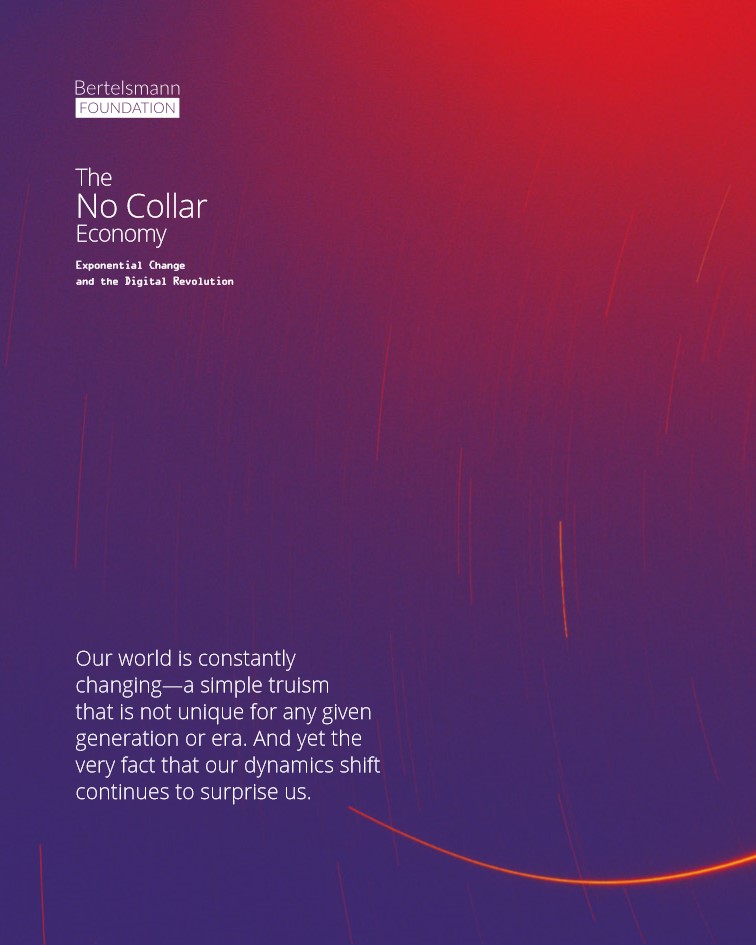 Bertelsmann
FOUNDATION
The
No Collar
Economy
Exponential Change
and the Digital Revolution
Our world is constantly
changing—a simple truism
that is not unique for any given
generation or era. And yet the
very fact that our dynamics shift
continues to surprise us.